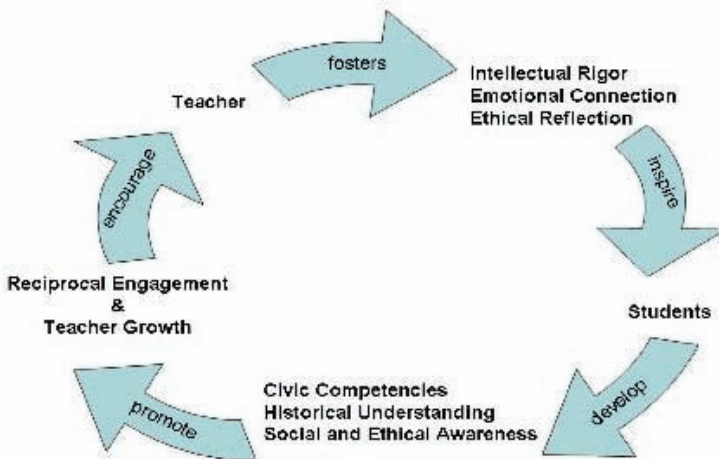 fosters
Teacher
Intellectual Rigor
Emotional Connection
Ethical Reflection
inspire
Students
develop
Civic Competencies
Historical Understanding
Social and Ethical Awareness
promote
Reciprocal Engagement
&
Teacher Growth
encourage